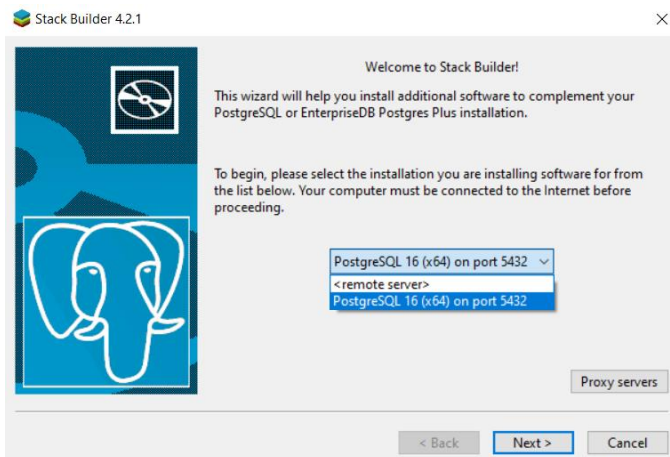 Stack Builder 4.2.1
Welcome to Stack Builder!
This wizard will help you install additional software to complement your
PostgreSQL or EnterpriseDB Postgres Plus installation.
To begin, please select the installation you are installing software for from
the list below. Your computer must be connected to the Internet before
proceeding.
PostgreSQL 16 (x64) on port 5432
<remote server>
PostgreSQL 16 (x64) on port 5432
Proxy servers
< Back
Next >
Cancel